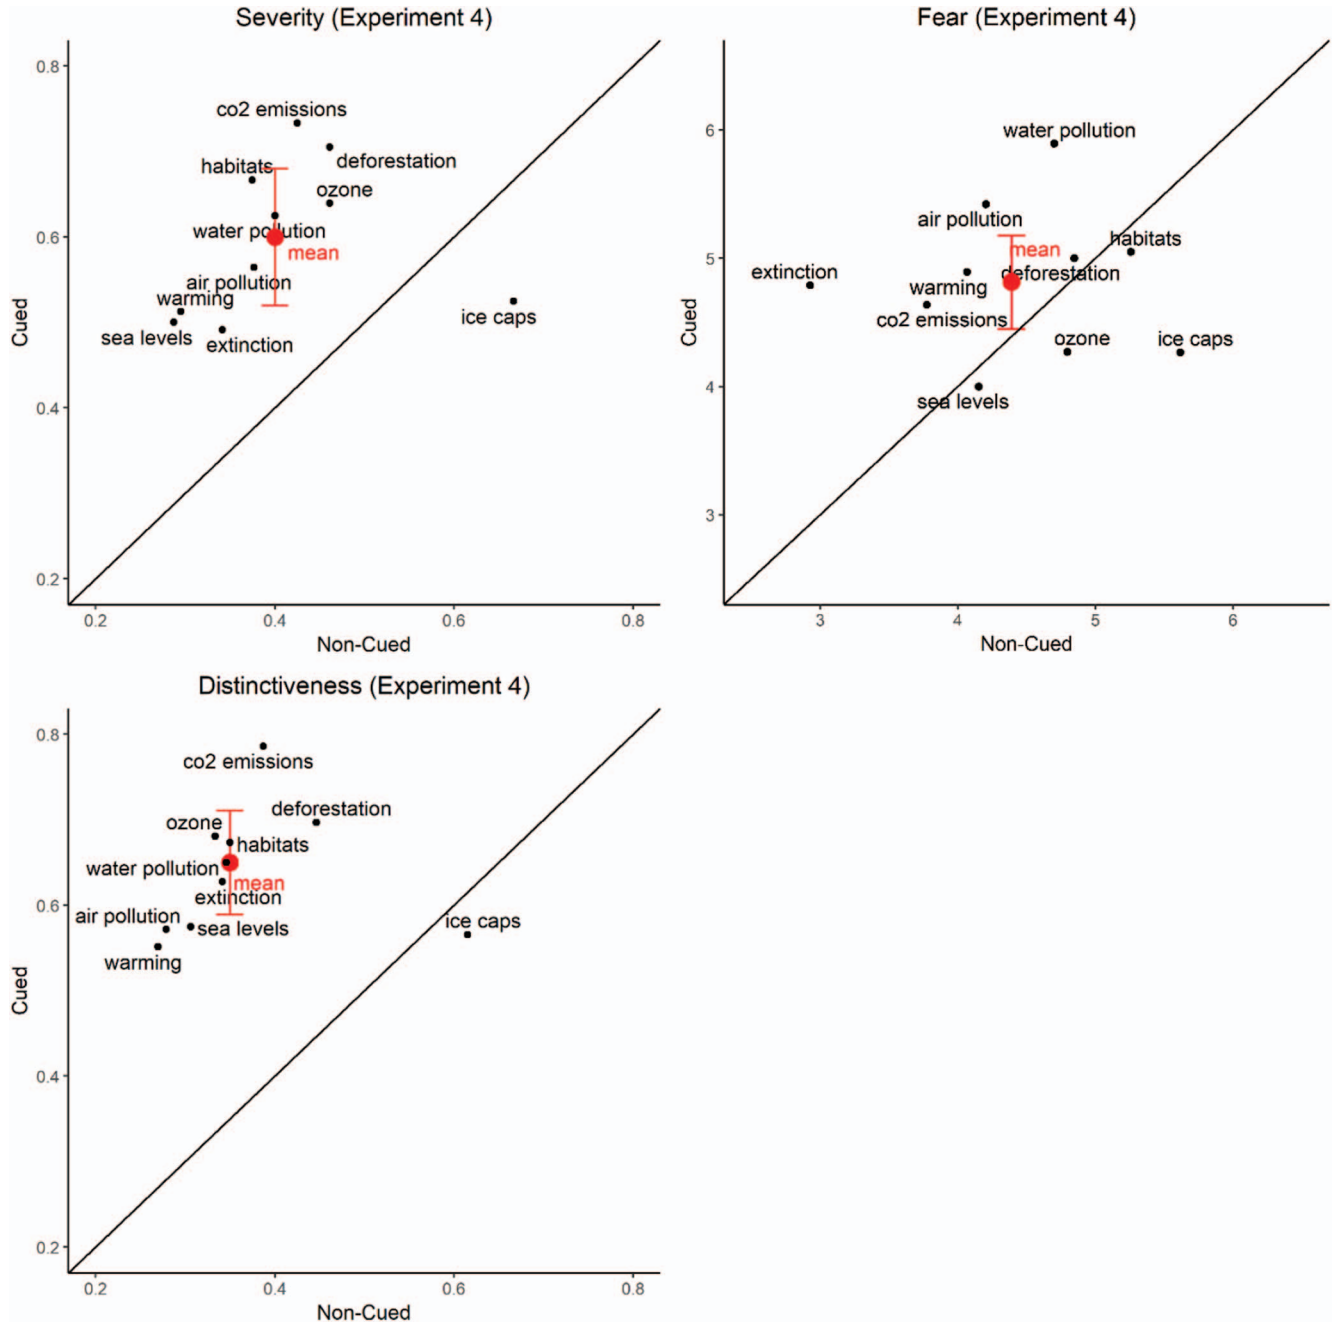 Severity (Experiment 4)
0.8
co2 emissions
deforestation
habitats
ozone
0.6
water pollution
mean
air pollution
warming
ice caps
sea levels
extinction
Cued
0.4
0.2
0.2
0.4
0.6
0.8
Non-Cued
Fear (Experiment 4)
6
water pollution
air pollution
habitats
mean
5
extinction
deforestation
warming
co2 emissions
ozone
ice caps
Cued
4
sea levels
3
3
4
5
6
Non-Cued
Distinctiveness (Experiment 4)
0.8
co2 emissions
deforestation
ozone
habitats
water pollution
mean
extinction
0.6
air pollution
sea levels
ice caps
warming
Cued
0.4
0.2
0.2
0.4
0.6
0.8
Non-Cued